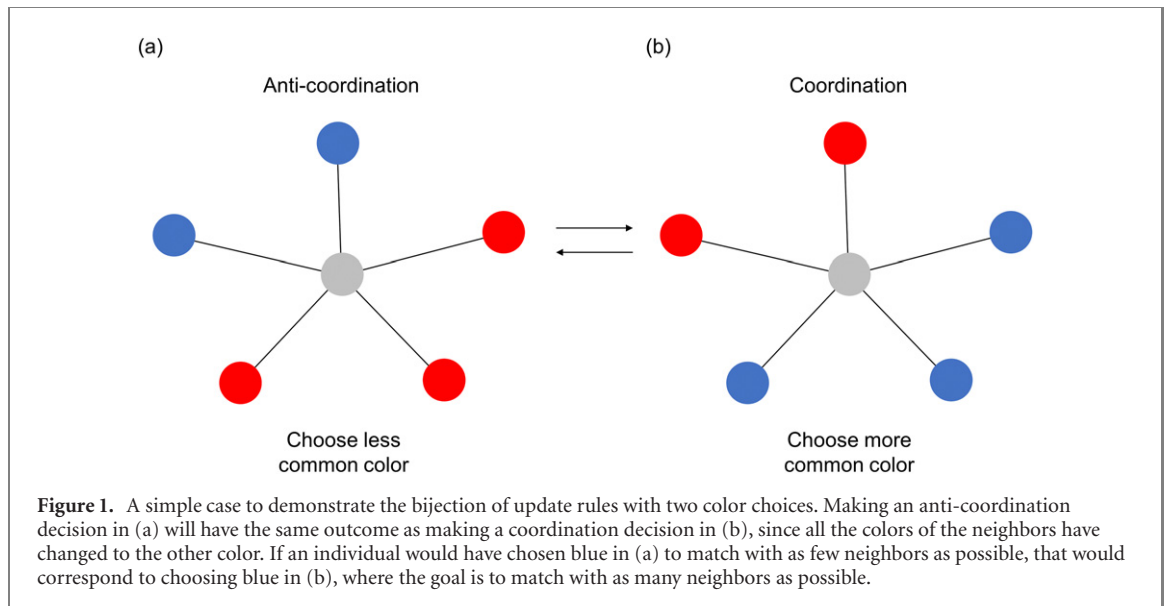 (a)
(b)
Anti-coordination
Coordination
Choose less
common color
Choose more
common color
Figure 1. A simple case to demonstrate the bijection of update rules with two color choices. Making an anti-coordination
decision in (a) will have the same outcome as making a coordination decision in (b), since all the colors of the neighbors have
changed to the other color. If an individual would have chosen blue in (a) to match with as few neighbors as possible, that would
correspond to choosing blue in (b), where the goal is to match with as many neighbors as possible.